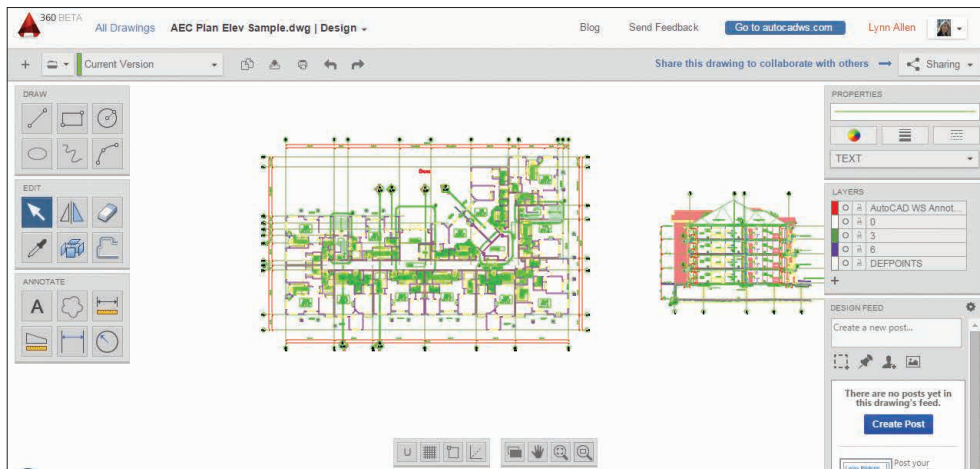 360 BETA
All Drawings AEC Plan Elev Sample.dwg | Design
Blog Send Feedback Go to autocadws.com Lynn Allen
Current Version
Share this drawing to collaborate with others
Sharing
DRAW
EDIT
ANNOTATE
A
PROPERTIES
TEXT
LAYERS
AutoCAD WS Annot...
0
3
6
DEFPOINTS
DESIGN FEED
Create a new post...
There are no posts yet in
this drawing's feed.
Create Post
Post your